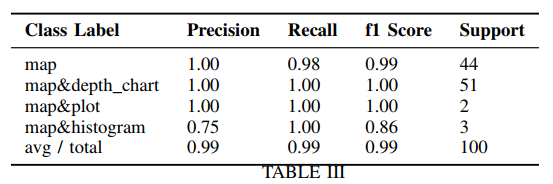 Class Label Precision Recall f1 Score Support
map 1.00 0.98 0.99 44
map&depth_chart 1.00 1.00 1.00 51
map&plot 1.00 1.00 1.00 2
map&histogram 0.75 1.00 0.86 3
avg / total 0.99 0.99 0.99 100
TABLE III